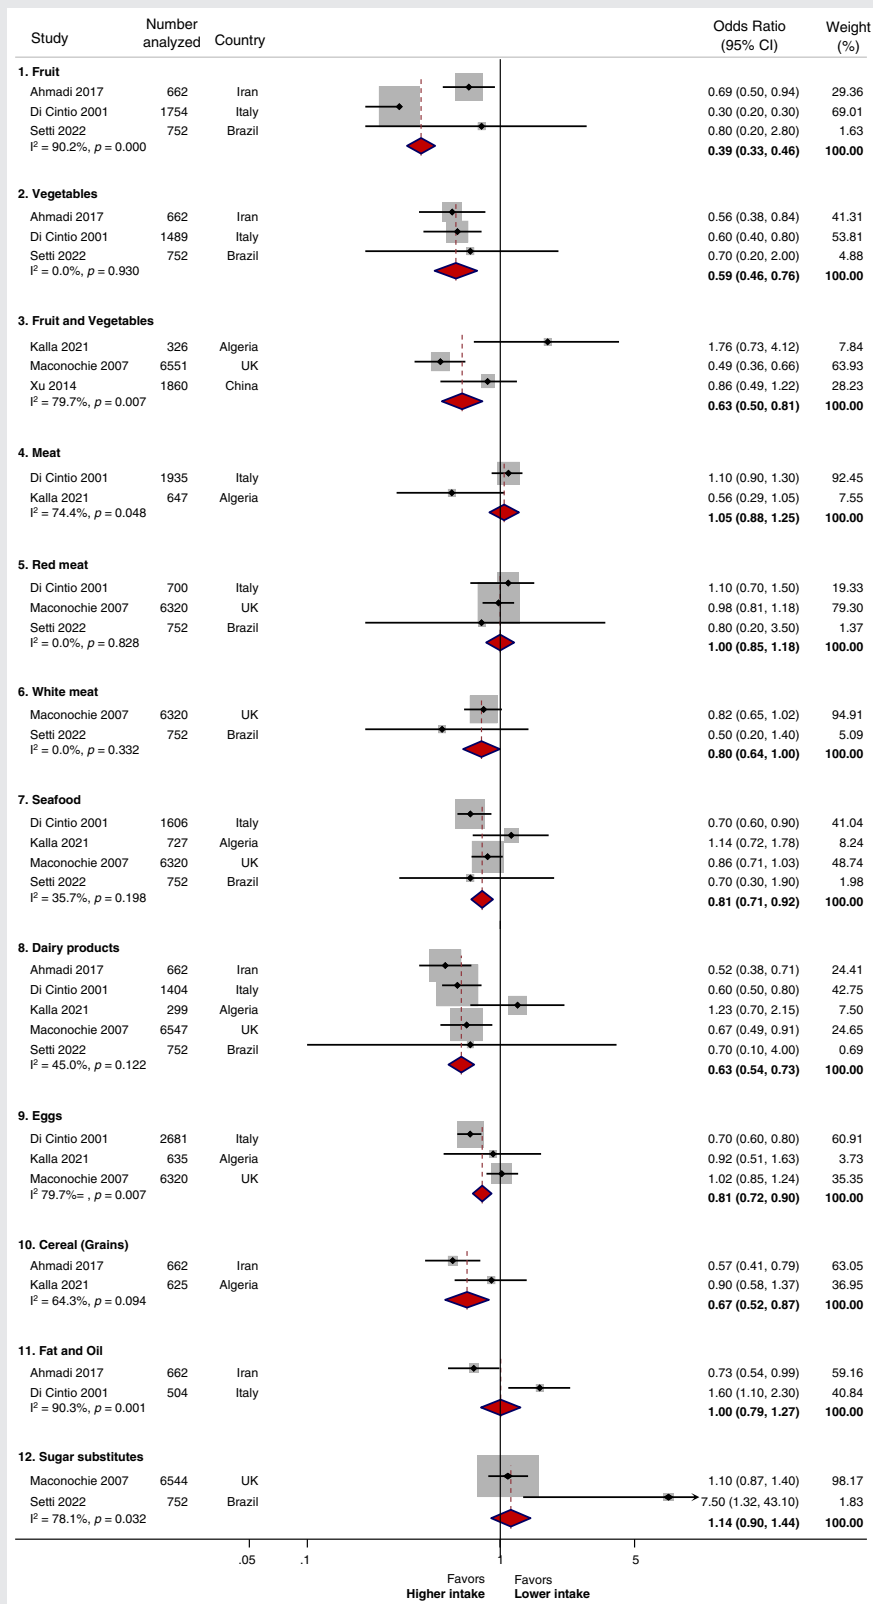 Study Number analyzed Country Odds Ratio (95% CI) Weight (%)
1. Fruit
Ahmadi 2017 662 Iran 0.69 (0.50, 0.94) 29.36
Di Cintio 2001 1754 Italy 0.30 (0.20, 0.30) 69.01
Setti 2022 752 Brazil 0.80 (0.20, 2.80) 1.63
I² = 90.2%, p = 0.000 0.39 (0.33, 0.46) 100.00
2. Vegetables
Ahmadi 2017 662 Iran 0.56 (0.38, 0.84) 41.31
Di Cintio 2001 1489 Italy 0.60 (0.40, 0.80) 53.81
Setti 2022 752 Brazil 0.70 (0.20, 2.00) 4.88
I² = 0.0%, p = 0.930 0.59 (0.46, 0.76) 100.00
3. Fruit and Vegetables
Kalla 2021 326 Algeria 1.76 (0.73, 4.12) 7.84
Maconochie 2007 6551 UK 0.49 (0.36, 0.66) 63.93
Xu 2014 1860 China 0.86 (0.49, 1.22) 28.23
I² = 79.7%, p = 0.007 0.63 (0.50, 0.81) 100.00
4. Meat
Di Cintio 2001 1935 Italy 1.10 (0.90, 1.30) 92.45
Kalla 2021 647 Algeria 0.56 (0.29, 1.05) 7.55
I² = 74.4%, p = 0.048 1.05 (0.88, 1.25) 100.00
5. Red meat
Di Cintio 2001 700 Italy 1.10 (0.70, 1.50) 19.33
Maconochie 2007 6320 UK 0.98 (0.81, 1.18) 79.30
Setti 2022 752 Brazil 0.80 (0.20, 3.50) 1.37
I² = 0.0%, p = 0.828 1.00 (0.85, 1.18) 100.00
6. White meat
Maconochie 2007 6320 UK 0.82 (0.65, 1.02) 94.91
Setti 2022 752 Brazil 0.50 (0.20, 1.40) 5.09
I² = 0.0%, p = 0.332 0.80 (0.64, 1.00) 100.00
7. Seafood
Di Cintio 2001 1606 Italy 0.70 (0.60, 0.90) 41.04
Kalla 2021 727 Algeria 1.14 (0.72, 1.78) 8.24
Maconochie 2007 6320 UK 0.86 (0.71, 1.03) 48.74
Setti 2022 752 Brazil 0.70 (0.30, 1.90) 1.98
I² = 35.7%, p = 0.198 0.81 (0.71, 0.92) 100.00
8. Dairy products
Ahmadi 2017 662 Iran 0.52 (0.38, 0.71) 24.41
Di Cintio 2001 1404 Italy 0.60 (0.50, 0.80) 42.75
Kalla 2021 299 Algeria 1.23 (0.70, 2.15) 7.50
Maconochie 2007 6547 UK 0.67 (0.49, 0.91) 24.65
Setti 2022 752 Brazil 0.70 (0.10, 4.00) 0.69
I² = 45.0%, p = 0.122 0.63 (0.54, 0.73) 100.00
9. Eggs
Di Cintio 2001 2681 Italy 0.70 (0.60, 0.80) 60.91
Kalla 2021 635 Algeria 0.92 (0.51, 1.63) 3.73
Maconochie 2007 6320 UK 1.02 (0.85, 1.24) 35.35
I² 79.7%= , p = 0.007 0.81 (0.72, 0.90) 100.00
10. Cereal (Grains)
Ahmadi 2017 662 Iran 0.57 (0.41, 0.79) 63.05
Kalla 2021 625 Algeria 0.90 (0.58, 1.37) 36.95
I² = 64.3%, p = 0.094 0.67 (0.52, 0.87) 100.00
11. Fat and Oil
Ahmadi 2017 662 Iran 0.73 (0.54, 0.99) 59.16
Di Cintio 2001 504 Italy 1.60 (1.10, 2.30) 40.84
I² = 90.3%, p = 0.001 1.00 (0.79, 1.27) 100.00
12. Sugar substitutes
Maconochie 2007 6544 UK 1.10 (0.87, 1.40) 98.17
Setti 2022 752 Brazil 7.50 (1.32, 43.10) 1.83
I² = 78.1%, p = 0.032 1.14 (0.90, 1.44) 100.00
.05 .1 1 5
Favors Favors
Higher intake Lower intake